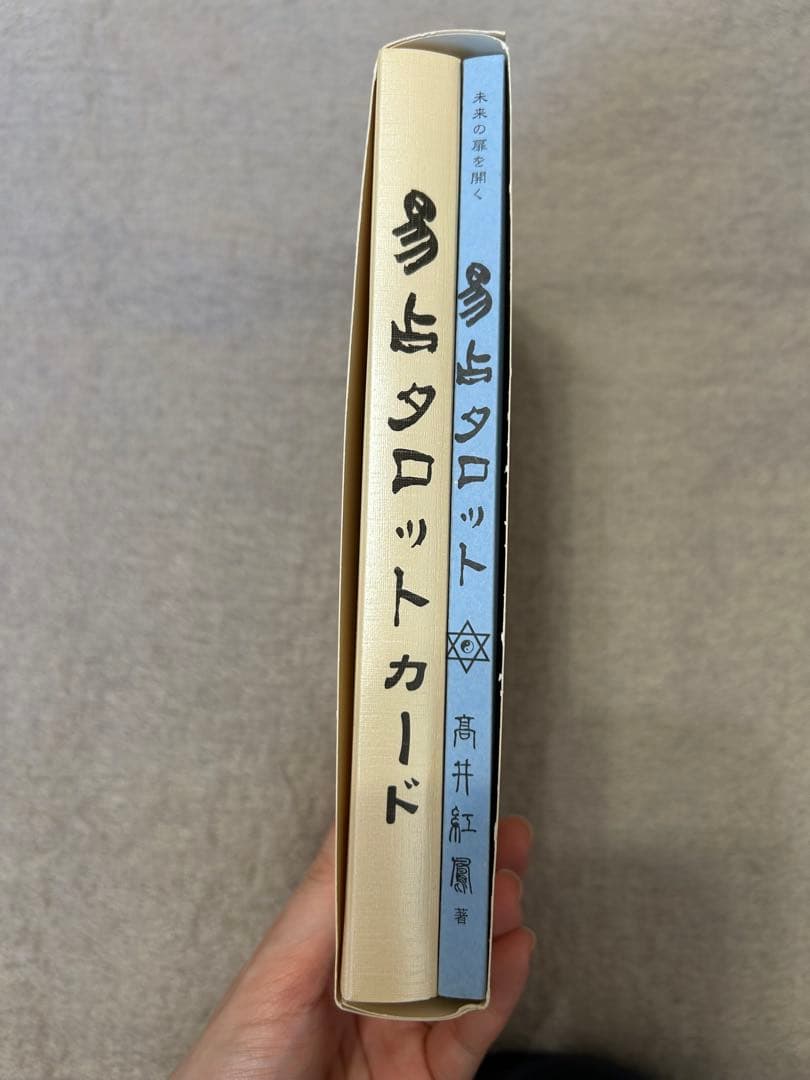 未来の扉を開く
易占タロット
髙井紅鳳 著
易占タロットカード